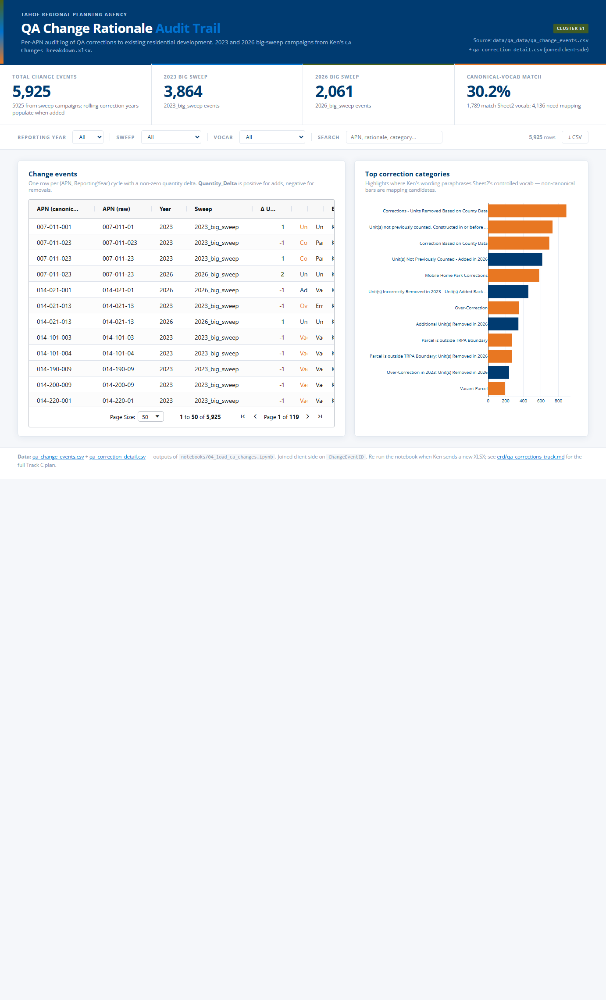 TAHOE REGIONAL PLANNING AGENCY
QA Change Rationale Audit Trail
Per-APN audit log of QA corrections to existing residential development. 2023 and 2026 big-sweep campaigns from Ken's CA
Changes breakdown.xlsx.
CLUSTER E1
Source: data/qa_data/qa_change_events.csv
+ qa_correction_detail.csv (joined client-side)
TOTAL CHANGE EVENTS
5,925
5925 from sweep campaigns; rolling-correction years
populate when added
2023 BIG SWEEP
3,864
2023_big_sweep events
2026 BIG SWEEP
2,061
2026_big_sweep events
CANONICAL-VOCAB MATCH
30.2%
1,789 match Sheet2 vocab; 4,136 need mapping
REPORTING YEAR All SWEEP All VOCAB All SEARCH APN, rationale, category... 5,925 rows ↓ CSV
Change events
One row per (APN, ReportingYear) cycle with a non-zero quantity delta. Quantity_Delta is positive for adds, negative for
removals.
APN (canonic... APN (raw) Year Sweep Δ U... B
007-011-001 007-011-01 2023 2023_big_sweep 1 Un Un K
007-011-023 007-011-023 2023 2023_big_sweep -1 Co Par K
007-011-023 007-011-23 2023 2023_big_sweep 1 Co Par K
007-011-023 007-011-23 2026 2026_big_sweep 2 Un Un K
014-021-001 014-021-01 2026 2026_big_sweep -1 Ad Vac K
014-021-013 014-021-13 2023 2023_big_sweep -1 Ov Err K
014-021-013 014-021-13 2026 2026_big_sweep 1 Un Un K
014-101-003 014-101-03 2023 2023_big_sweep -1 Vac Vac K
014-101-004 014-101-04 2023 2023_big_sweep -1 Vac Vac K
014-190-009 014-190-09 2023 2023_big_sweep -1 Vac Vac K
014-200-009 014-200-09 2023 2023_big_sweep -1 Vac Vac K
014-220-001 014-220-01 2023 2023_big_sweep -1 Vac Vac K
Page Size: 50 1 to 50 of 5,925 Page 1 of 119
Top correction categories
Highlights where Ken's wording paraphrases Sheet2's controlled vocab — non-canonical
bars are mapping candidates.
Corrections - Units Removed Based on County Data
Unit(s) not previously counted. Constructed in or before ...
Correction Based on County Data
Unit(s) Not Previously Counted - Added in 2026
Mobile Home Park Corrections
Unit(s) Incorrectly Removed in 2023 - Unit(s) Added Back ...
Over-Correction
Additional Unit(s) Removed in 2026
Parcel is outside TRPA Boundary
Parcel is outside TRPA Boundary; Unit(s) Removed in 2026
Over-Correction in 2023; Unit(s) Removed in 2026
Vacant Parcel
0 200 400 600 800
Data: qa_change_events.csv + qa_correction_detail.csv — outputs of notebooks/04_load_ca_changes.ipynb. Joined client-side on ChangeEventID. Re-run the notebook when Ken sends a new XLSX; see erd/qa_corrections_track.md for the
full Track C plan.